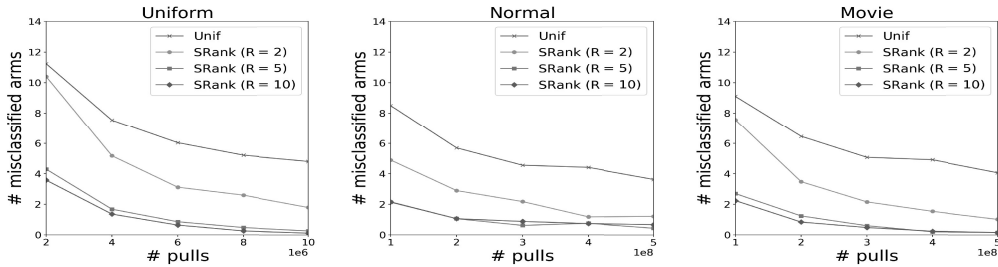 Uniform
# misclassified arms
14
12
10
8
6
4
2
0
Unif
SRank (R = 2)
SRank (R = 5)
SRank (R = 10)
2 4 6 8 10
1e6
# pulls
Normal
# misclassified arms
14
12
10
8
6
4
2
0
Unif
SRank (R = 2)
SRank (R = 5)
SRank (R = 10)
1 2 3 4 5
1e8
# pulls
Movie
# misclassified arms
14
12
10
8
6
4
2
0
Unif
SRank (R = 2)
SRank (R = 5)
SRank (R = 10)
1 2 3 4 5
1e8
# pulls